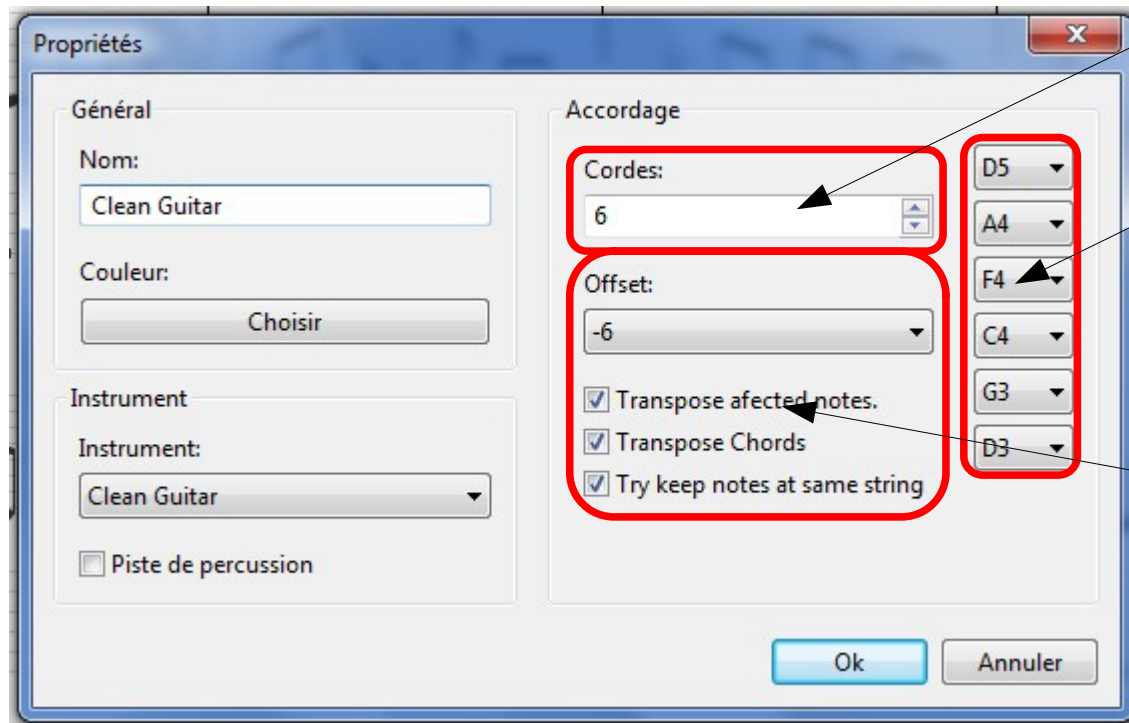 Propriétés
Général
Nom:
Clean Guitar
Couleur:
Choisir
Instrument
Instrument:
Clean Guitar
Piste de percussion
Accordage
Cordes:
6
Offset:
-6
Transpose afected notes.
Transpose Chords
Try keep notes at same string
D5
A4
F4
C4
G3
D3
Ok
Annuler